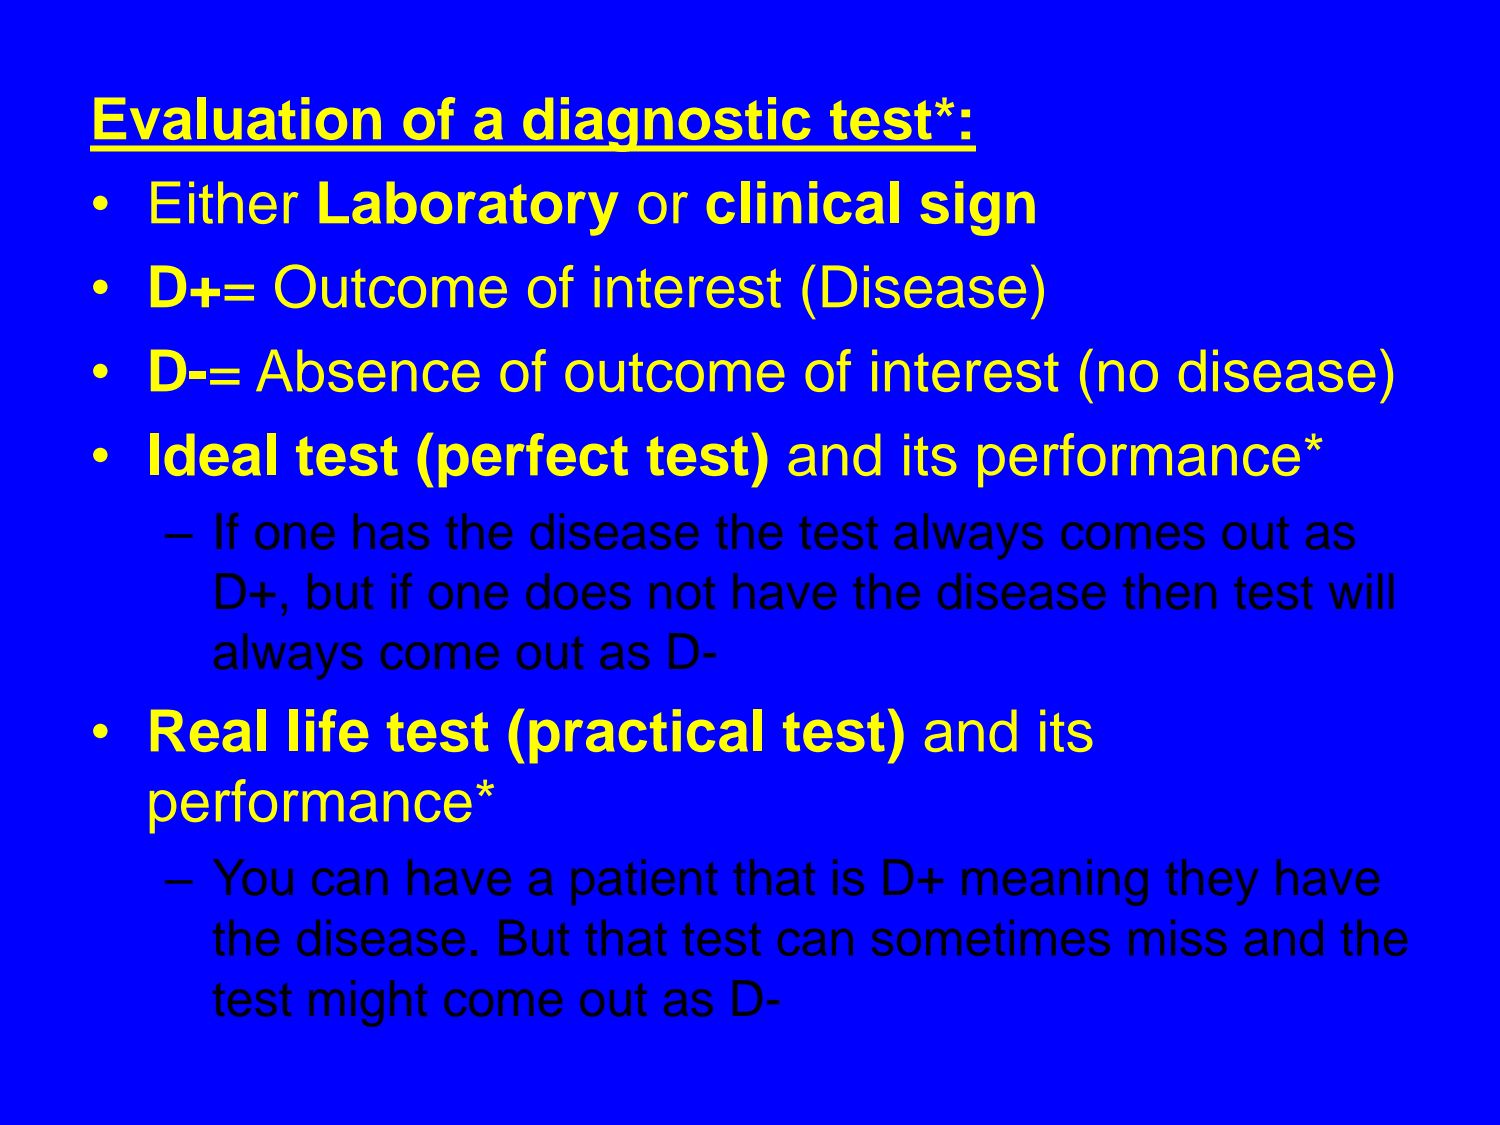 Evaluation of a diagnostic test*:
• Either Laboratory or clinical sign
• D+= Outcome of interest (Disease)
• D-= Absence of outcome of interest (no disease)
• Ideal test (perfect test) and its performance*
– If one has the disease the test always comes out as
D+, but if one does not have the disease then test will
always come out as D-
• Real life test (practical test) and its
performance*
– You can have a patient that is D+ meaning they have
the disease. But that test can sometimes miss and the
test might come out as D-